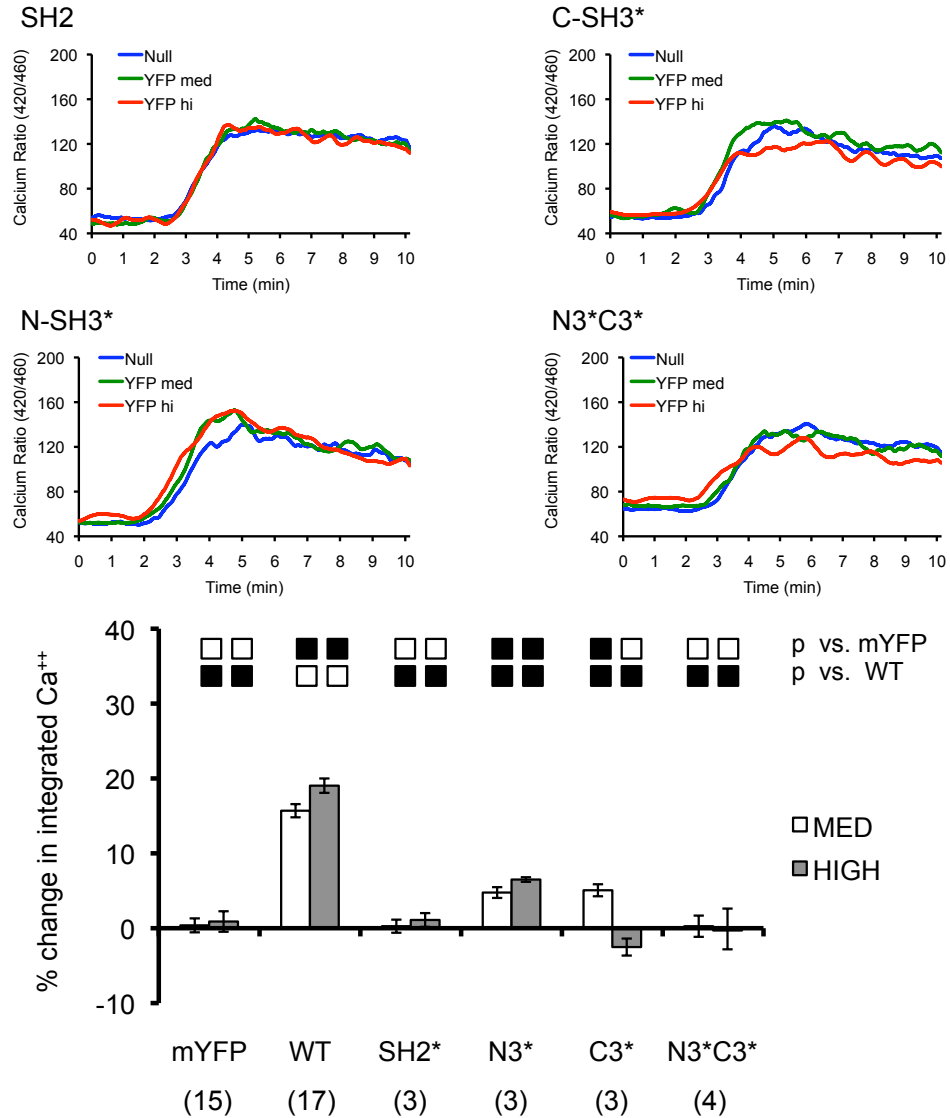 SH2
Calcium Ratio (420/460)
200
160
120
80
40
Null
YFP med
YFP hi
0 1 2 3 4 5 6 7 8 9 10
Time (min)
C-SH3*
Calcium Ratio (420/460)
200
160
120
80
40
Null
YFP med
YFP hi
0 1 2 3 4 5 6 7 8 9 10
Time (min)
N-SH3*
Calcium Ratio (420/460)
200
160
120
80
40
Null
YFP med
YFP hi
0 1 2 3 4 5 6 7 8 9 10
Time (min)
N3*C3*
Calcium Ratio (420/460)
200
160
120
80
40
Null
YFP med
YFP hi
0 1 2 3 4 5 6 7 8 9 10
Time (min)
% change in integrated Ca⁺⁺
40
30
20
10
0
-10
p vs. mYFP
p vs. WT
MED
HIGH
mYFP WT SH2* N3* C3* N3*C3*
(15) (17) (3) (3) (3) (4)